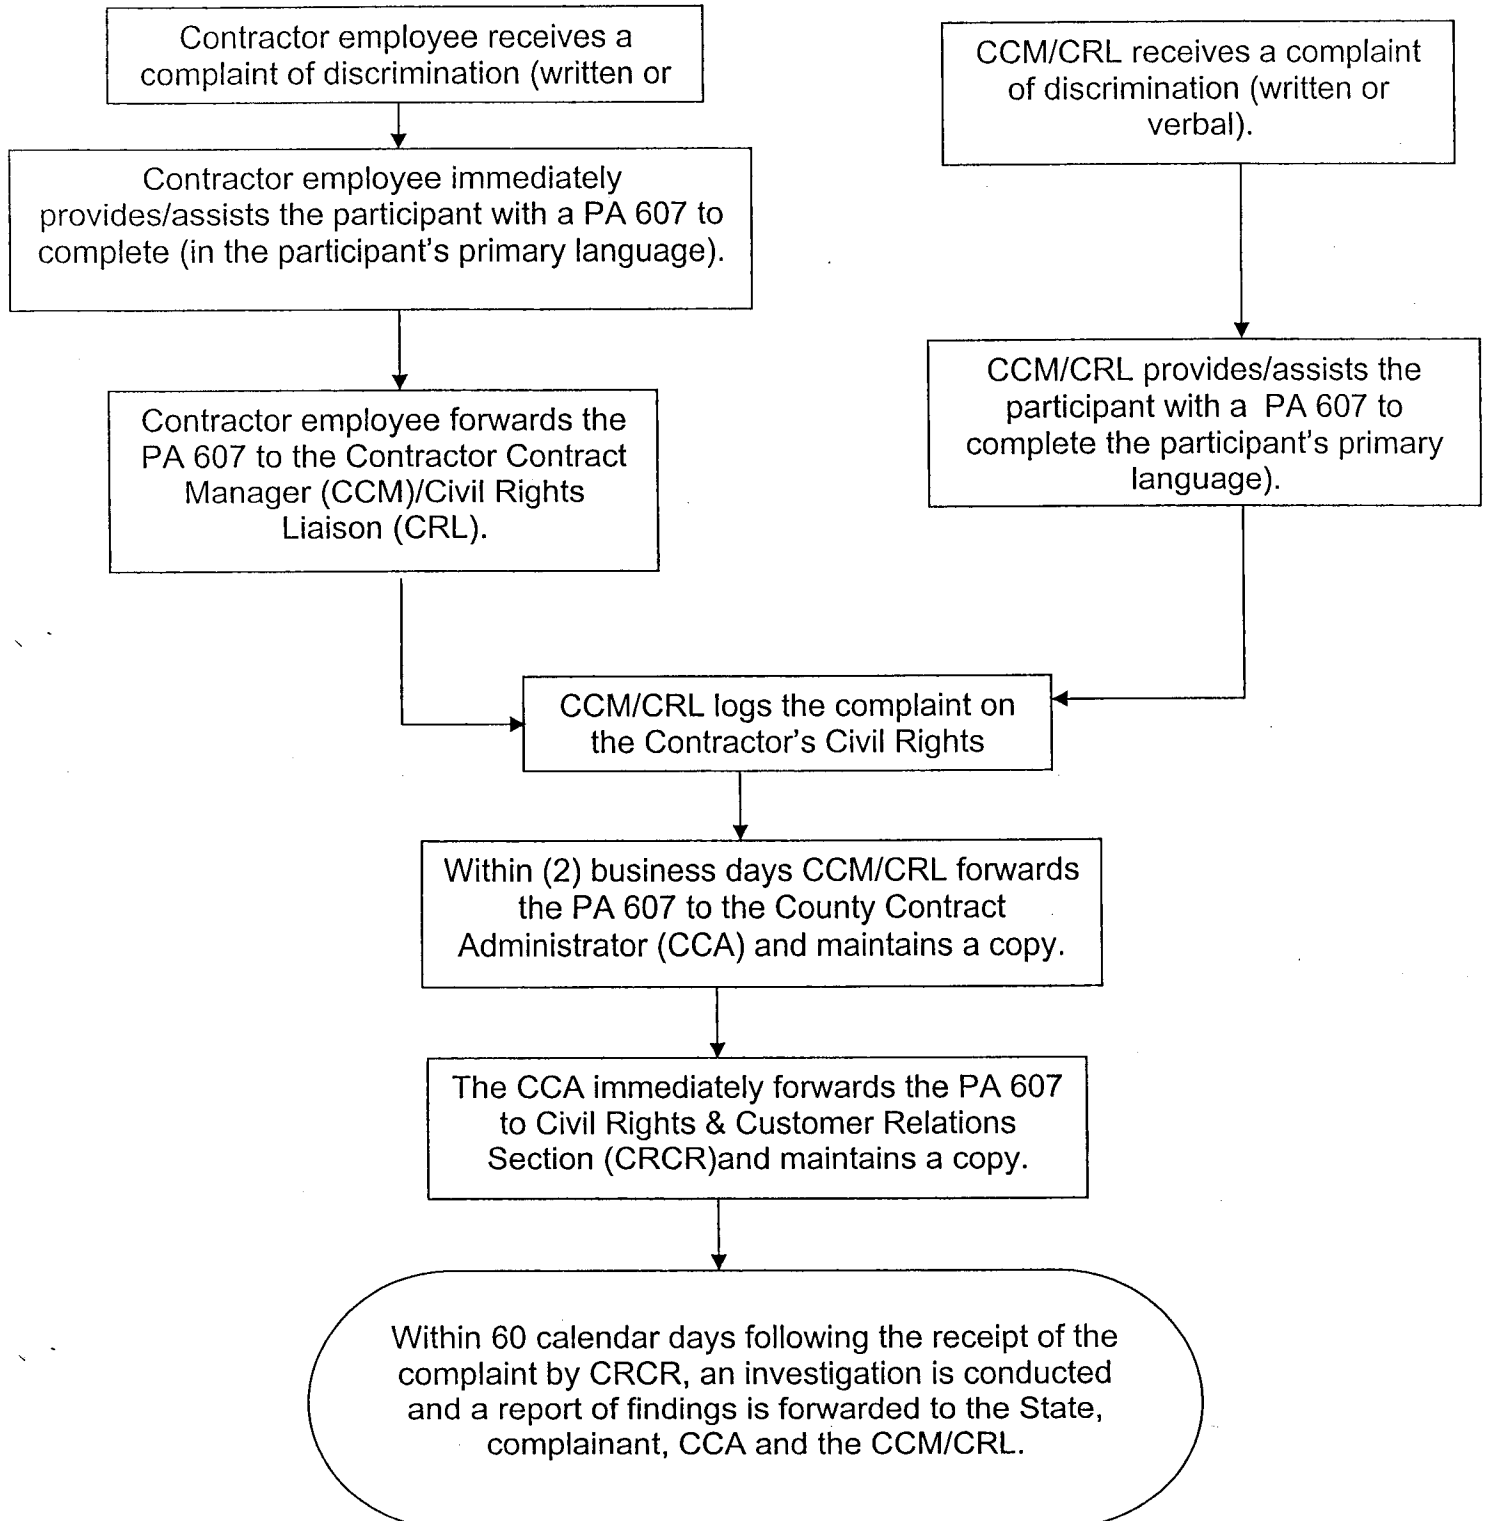 Contractor employee receives a
complaint of discrimination (written or
Contractor employee immediately
provides/assists the participant with a PA 607 to
complete (in the participant's primary language).
Contractor employee forwards the
PA 607 to the Contractor Contract
Manager (CCM)/Civil Rights
Liaison (CRL).
CCM/CRL receives a complaint
of discrimination (written or
verbal).
CCM/CRL provides/assists the
participant with a PA 607 to
complete the participant's primary
language).
CCM/CRL logs the complaint on
the Contractor's Civil Rights
Within (2) business days CCM/CRL forwards
the PA 607 to the County Contract
Administrator (CCA) and maintains a copy.
The CCA immediately forwards the PA 607
to Civil Rights & Customer Relations
Section (CRCR)and maintains a copy.
Within 60 calendar days following the receipt of the
complaint by CRCR, an investigation is conducted
and a report of findings is forwarded to the State,
complainant, CCA and the CCM/CRL.